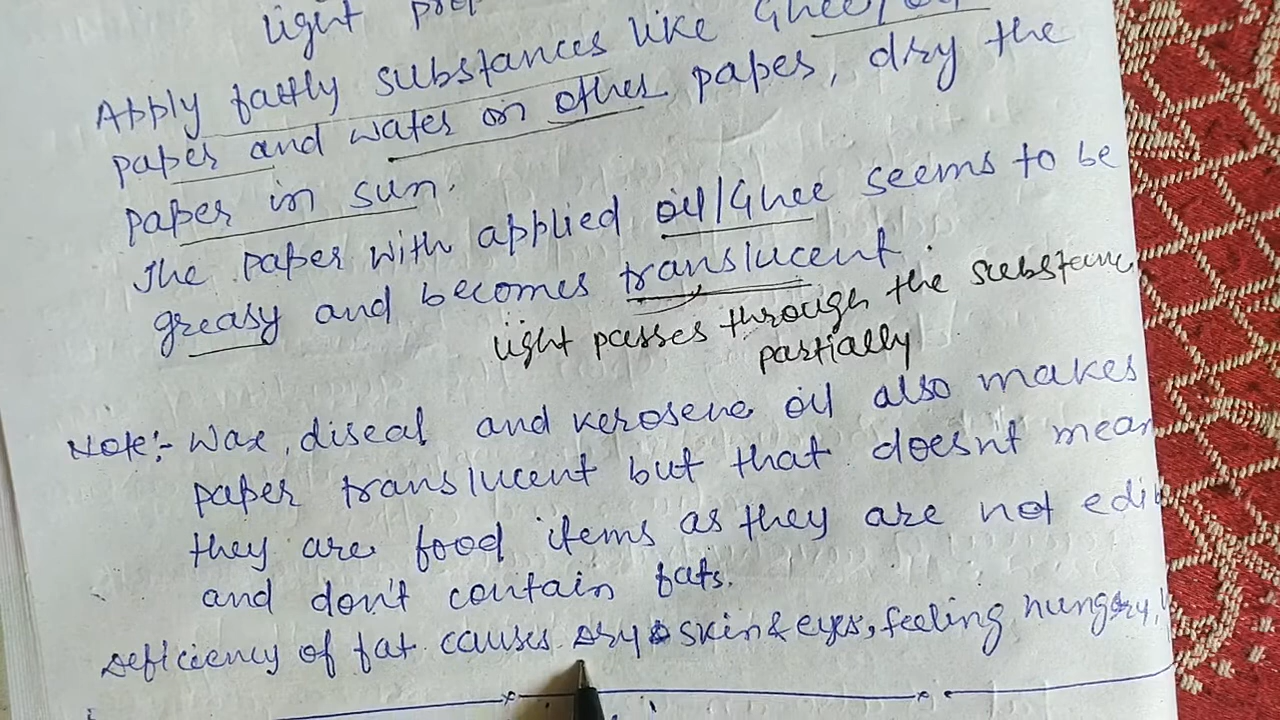 light
Apply fattly substances like Ghee/oil
paper and water on other paper, dry the
paper in sun.
The paper with applied oil/Ghee seems to be
greasy and becomes translucent.
light passes through the substanc
partially
Note:- Wax, diseal and kerosene oil also makes
paper translucent but that doesn't mean
they are food items as they are not edi
and don't contain fats.
Deficiency of fat causes dry skin & eyes, feeling hungry,